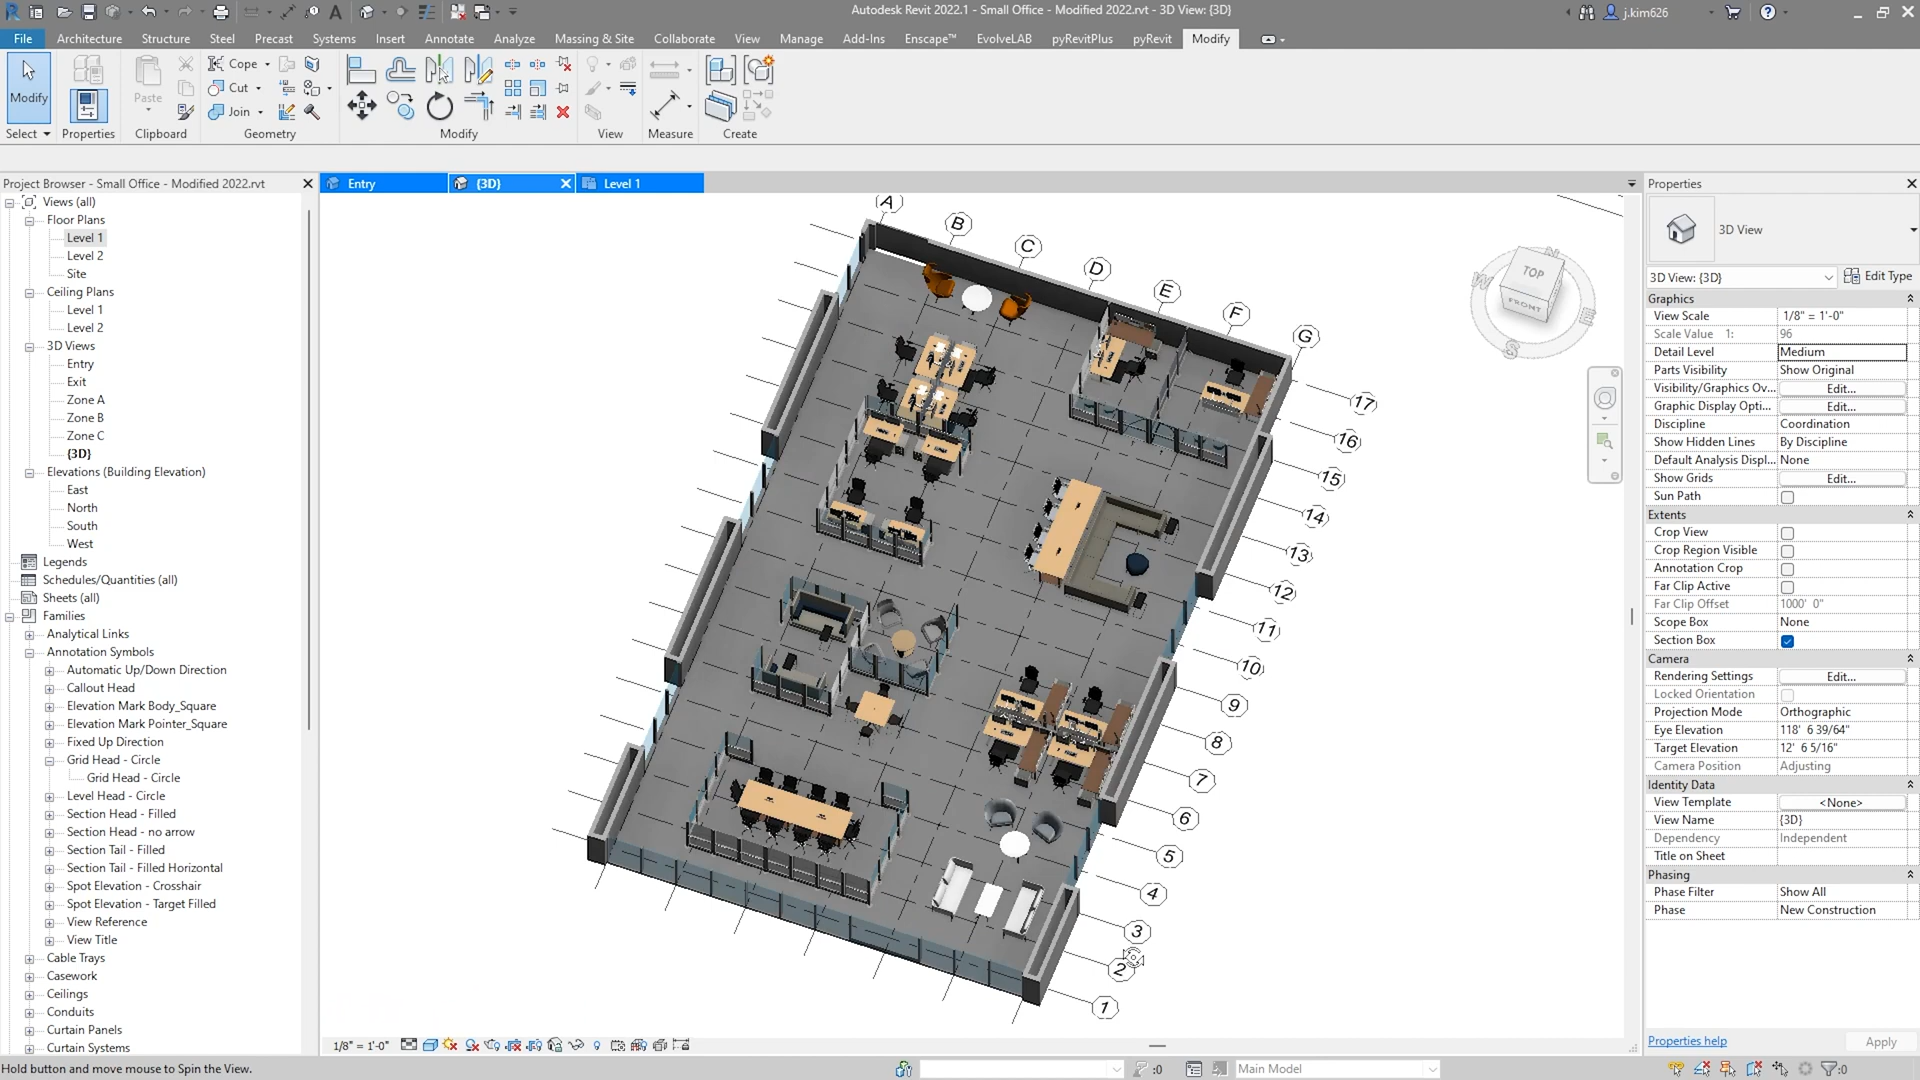 Autodesk Revit 2022.1 - Small Office - Modified 2022.rvt - 3D View: {3D}
j.kim626
File
Architecture
Structure
Steel
Precast
Systems
Insert
Annotate
Analyze
Massing & Site
Collaborate
View
Manage
Add-Ins
Enscape™
EvolveLAB
pyRevitPlus
pyRevit
Modify
Modify
Paste
Cope
Cut
Join
Select
Properties
Clipboard
Geometry
Modify
View
Measure
Create
Project Browser - Small Office - Modified 2022.rvt
Views (all)
Floor Plans
Level 1
Level 2
Site
Ceiling Plans
Level 1
Level 2
3D Views
Entry
Exit
Zone A
Zone B
Zone C
{3D}
Elevations (Building Elevation)
East
North
South
West
Legends
Schedules/Quantities (all)
Sheets (all)
Families
Analytical Links
Annotation Symbols
Automatic Up/Down Direction
Callout Head
Elevation Mark Body_Square
Elevation Mark Pointer_Square
Fixed Up Direction
Grid Head - Circle
Grid Head - Circle
Level Head - Circle
Section Head - Filled
Section Head - no arrow
Section Tail - Filled
Section Tail - Filled Horizontal
Spot Elevation - Crosshair
Spot Elevation - Target Filled
View Reference
View Title
Cable Trays
Casework
Ceilings
Conduits
Curtain Panels
Curtain Systems
Entry
{3D}
Level 1
A
B
C
D
E
F
G
17
16
15
14
13
12
11
10
9
8
7
6
5
4
3
2
1
TOP
FRONT
N
W
E
S
Properties
3D View
3D View: {3D}
Edit Type
Graphics
View Scale 1/8" = 1'-0"
Scale Value 1: 96
Detail Level Medium
Parts Visibility Show Original
Visibility/Graphics Ov... Edit...
Graphic Display Opti... Edit...
Discipline Coordination
Show Hidden Lines By Discipline
Default Analysis Displ... None
Show Grids Edit...
Sun Path
Extents
Crop View
Crop Region Visible
Annotation Crop
Far Clip Active
Far Clip Offset 1000' 0"
Scope Box None
Section Box
Camera
Rendering Settings Edit...
Locked Orientation
Projection Mode Orthographic
Eye Elevation 118' 6 39/64"
Target Elevation 12' 6 5/16"
Camera Position Adjusting
Identity Data
View Template <None>
View Name {3D}
Dependency Independent
Title on Sheet
Phasing
Phase Filter Show All
Phase New Construction
Properties help
Apply
1/8" = 1'-0"
Hold button and move mouse to Spin the View.
:0
Main Model
:0